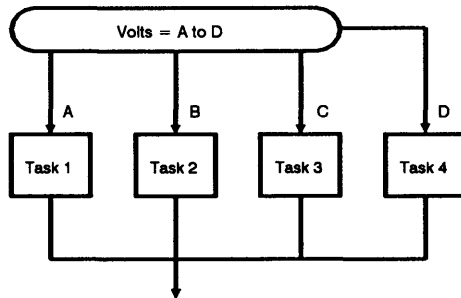 Volts = A to D
A B C D
Task 1 Task 2 Task 3 Task 4